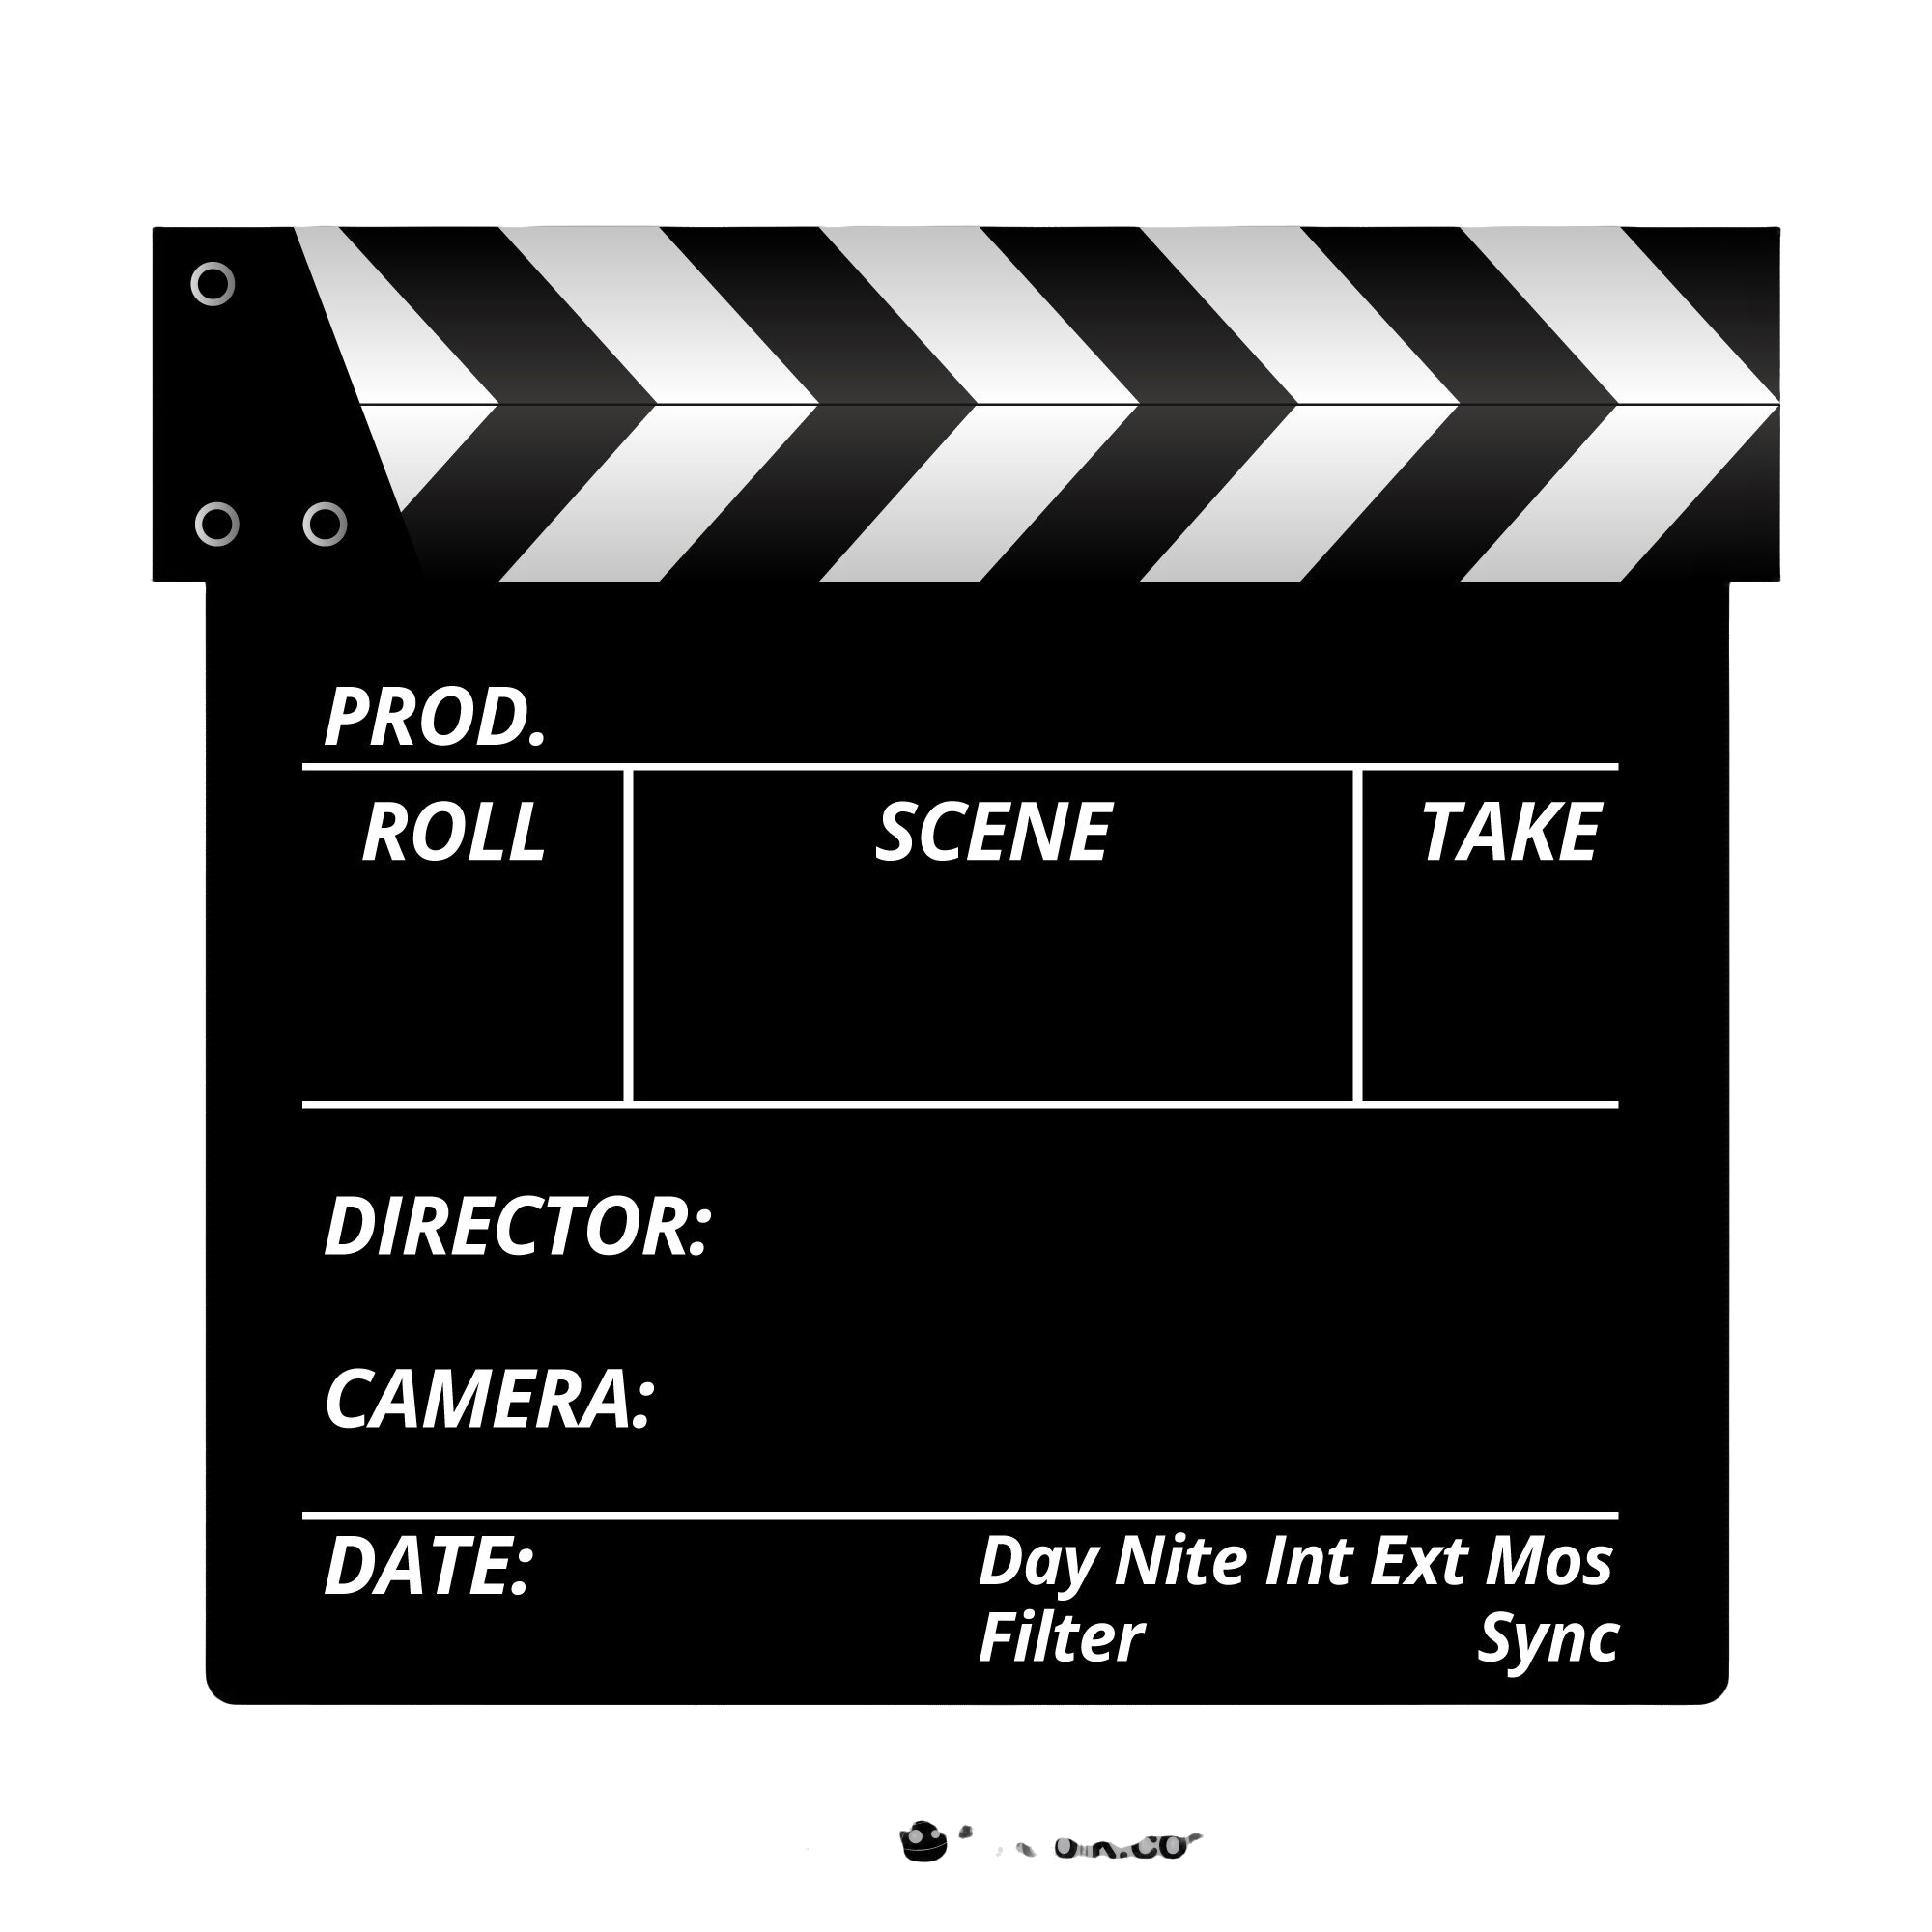 PROD.
ROLL SCENE TAKE
DIRECTOR:
CAMERA:
DATE: Day Nite Int Ext Mos
Filter Sync